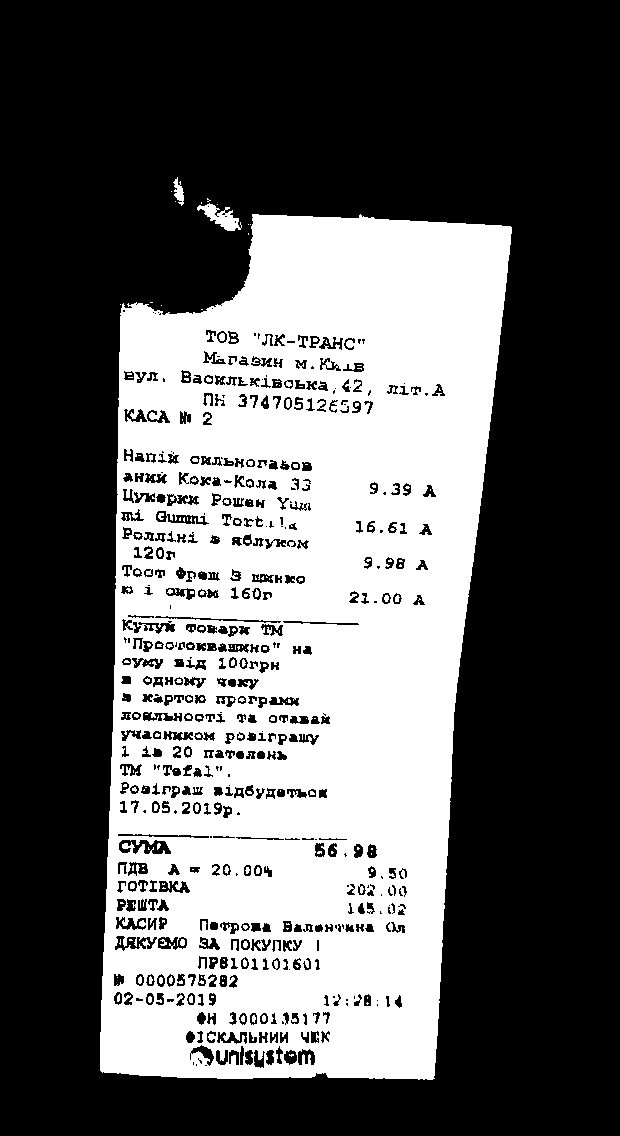 ТОВ "ЛК-ТРАНС"
Магазин м.Київ
вул. Васильківська,42, літ.А
ПН 374705126597
КАСА № 2
Напій сильногазов
аний Кока-Кола 33 9.39 А
Цукерки Рошен Yum
mi Gummi Tort 16.61 А
Ролліні з яблуком
120г 9.98 А
Тост Фреш З шинко
ю і сиром 160г 21.00 А
Купуй товари ТМ
"Простоквашино" на
суму від 100грн
в одному чеку
з картою програми
лояльності та ставай
учасником розіграшу
1 із 20 пателень
ТМ "Tefal".
Розіграш відбудеться
17.05.2019р.
СУМА 56.98
ПДВ А = 20.00% 9.50
ГОТІВКА 202.00
РЕШТА 145.02
КАСИР Петрова Валентина Ол
ДЯКУЄМО ЗА ПОКУПКУ !
ПР8101101601
№ 0000575282
02-05-2019 12:28:14
ФН 3000135177
ФІСКАЛЬНИЙ ЧЕК
unisystem